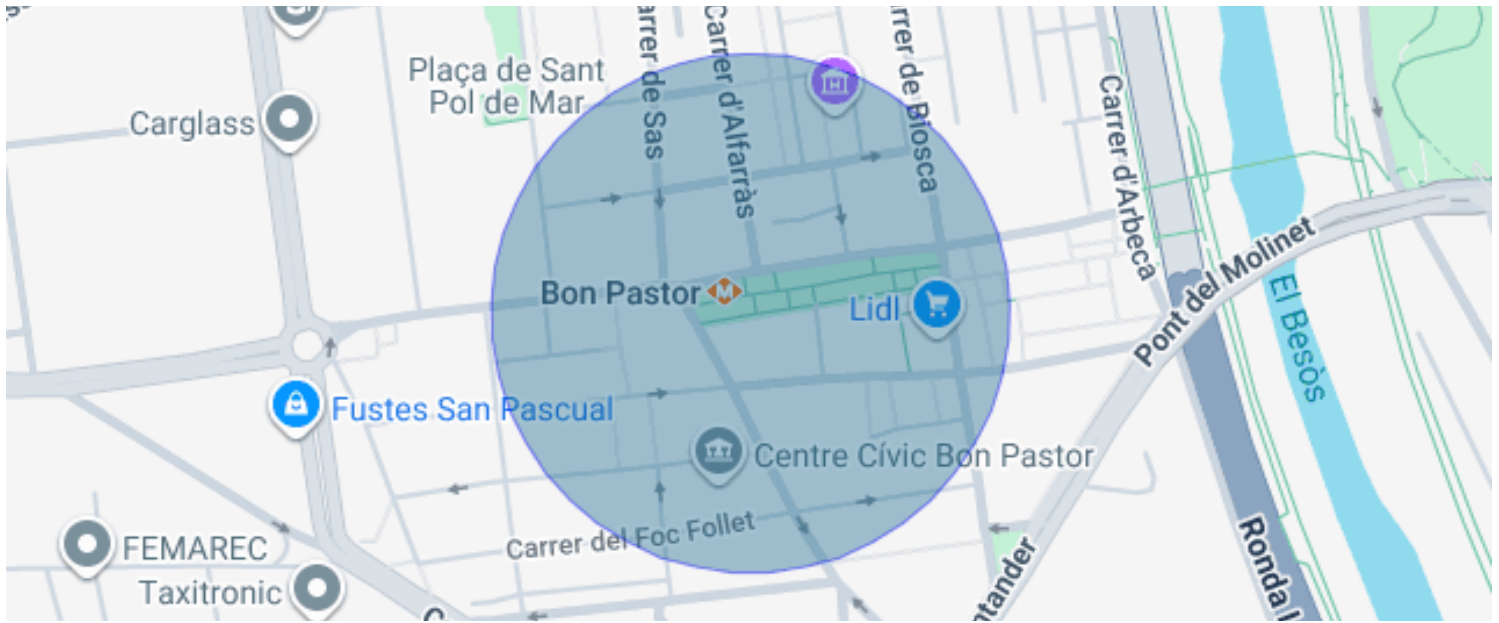 Carrer de Sas
Carrer d'Alfarràs
Carrer de Biosca
Plaça de Sant
Pol de Mar
H
Carglass
Carrer d'Arbeca
Bon Pastor
M
Lidl
Pont del Molinet
El Besòs
Fustes San Pascual
Centre Cívic Bon Pastor
Carrer del Foc Follet
FEMAREC
Taxitronic
ntander
Ronda l
C